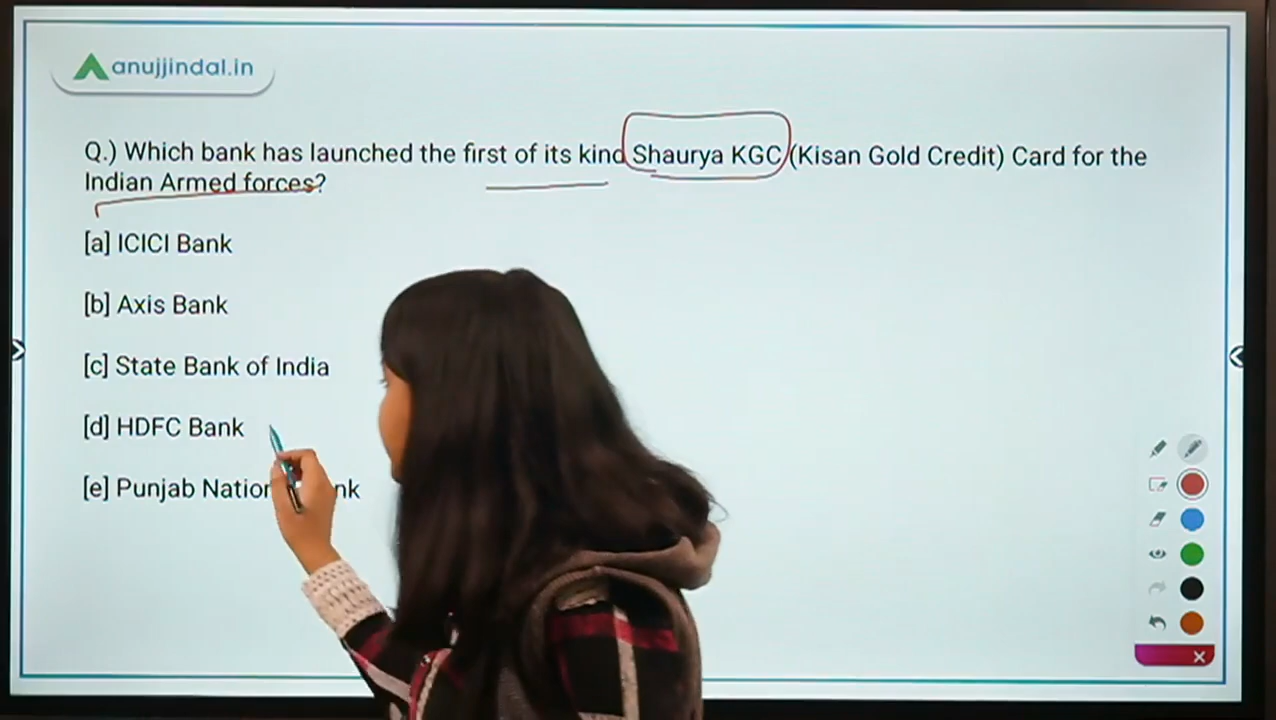 anujjindal.in
Q.) Which bank has launched the first of its kind Shaurya KGC (Kisan Gold Credit) Card for the
Indian Armed forces?
[a] ICICI Bank
[b] Axis Bank
[c] State Bank of India
[d] HDFC Bank
[e] Punjab